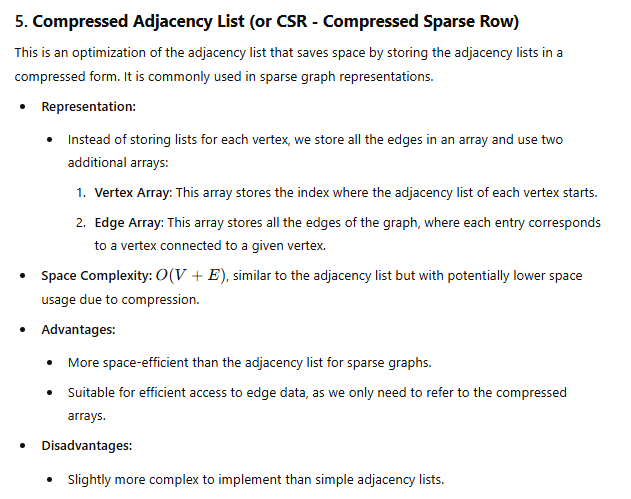 5. Compressed Adjacency List (or CSR - Compressed Sparse Row)
This is an optimization of the adjacency list that saves space by storing the adjacency lists in a
compressed form. It is commonly used in sparse graph representations.
• Representation:
• Instead of storing lists for each vertex, we store all the edges in an array and use two
additional arrays:
1. Vertex Array: This array stores the index where the adjacency list of each vertex starts.
2. Edge Array: This array stores all the edges of the graph, where each entry corresponds
to a vertex connected to a given vertex.
• Space Complexity: O(V + E), similar to the adjacency list but with potentially lower space
usage due to compression.
• Advantages:
• More space-efficient than the adjacency list for sparse graphs.
• Suitable for efficient access to edge data, as we only need to refer to the compressed
arrays.
• Disadvantages:
• Slightly more complex to implement than simple adjacency lists.